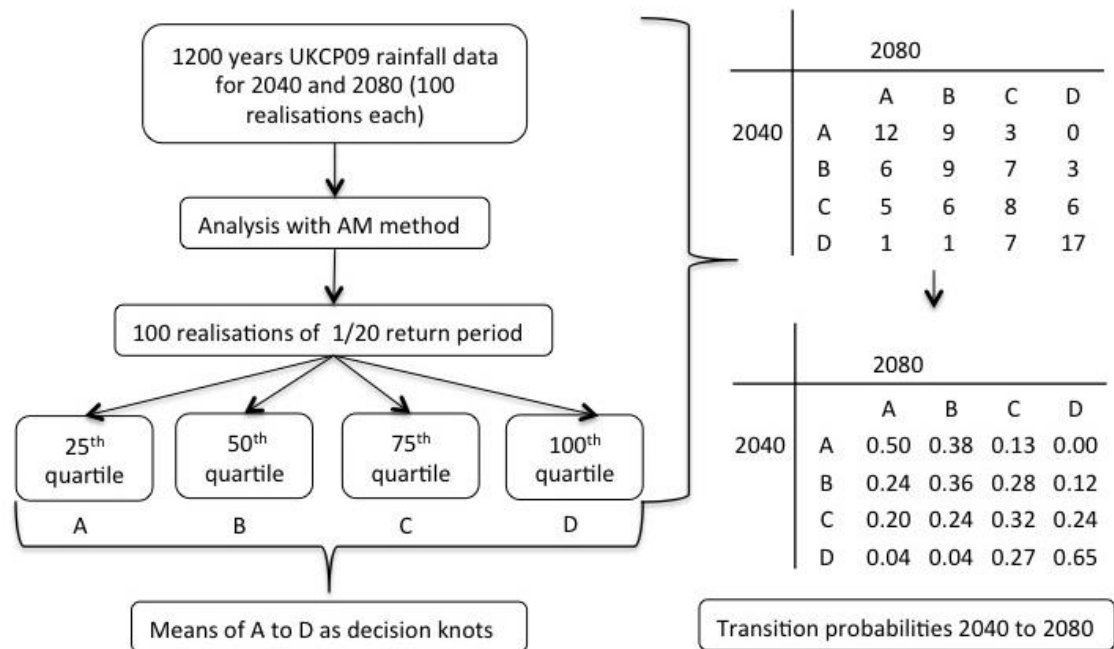 1200 years UKCP09 rainfall data
for 2040 and 2080 (100
realisations each)
Analysis with AM method
100 realisations of 1/20 return period
25th
quartile
50th
quartile
75th
quartile
100th
quartile
A B C D
Means of A to D as decision knots
2080
A B C D
2040 A 12 9 3 0
B 6 9 7 3
C 5 6 8 6
D 1 1 7 17
2080
A B C D
2040 A 0.50 0.38 0.13 0.00
B 0.24 0.36 0.28 0.12
C 0.20 0.24 0.32 0.24
D 0.04 0.04 0.27 0.65
Transition probabilities 2040 to 2080